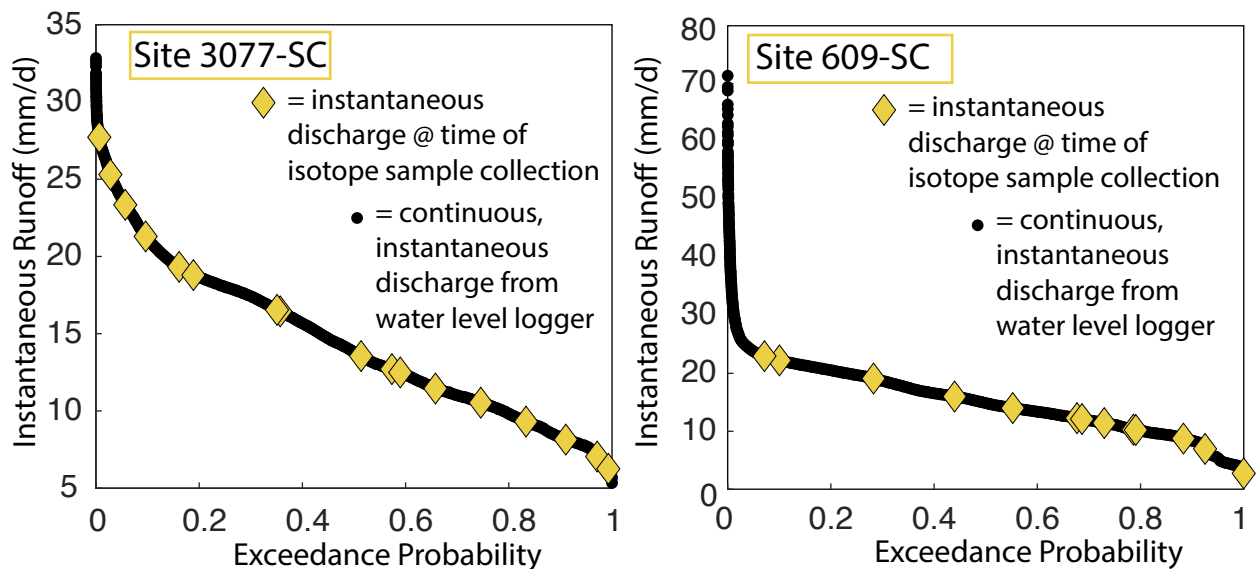 Site 3077-SC
= instantaneous
discharge @ time of
isotope sample collection
= continuous,
instantaneous
discharge from
water level logger
Instantaneous Runoff (mm/d)
35
30
25
20
15
10
5
0
0.2
0.4
0.6
0.8
1
Exceedance Probability
Site 609-SC
= instantaneous
discharge @ time of
isotope sample collection
= continuous,
instantaneous
discharge from
water level logger
Instantaneous Runoff (mm/d)
80
70
60
50
40
30
20
10
0
0
0.2
0.4
0.6
0.8
1
Exceedance Probability